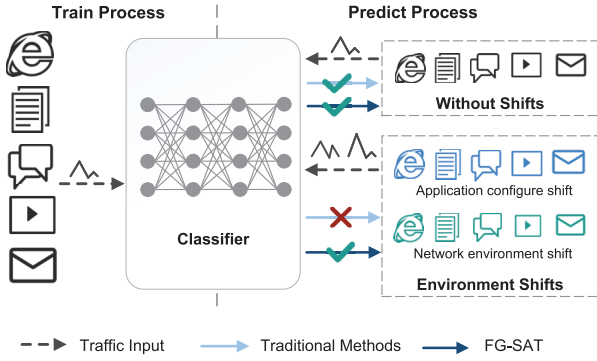 Train Process
Predict Process
Without Shifts
Application configure shift
Classifier
Network environment shift
Environment Shifts
Traffic Input
Traditional Methods
FG-SAT